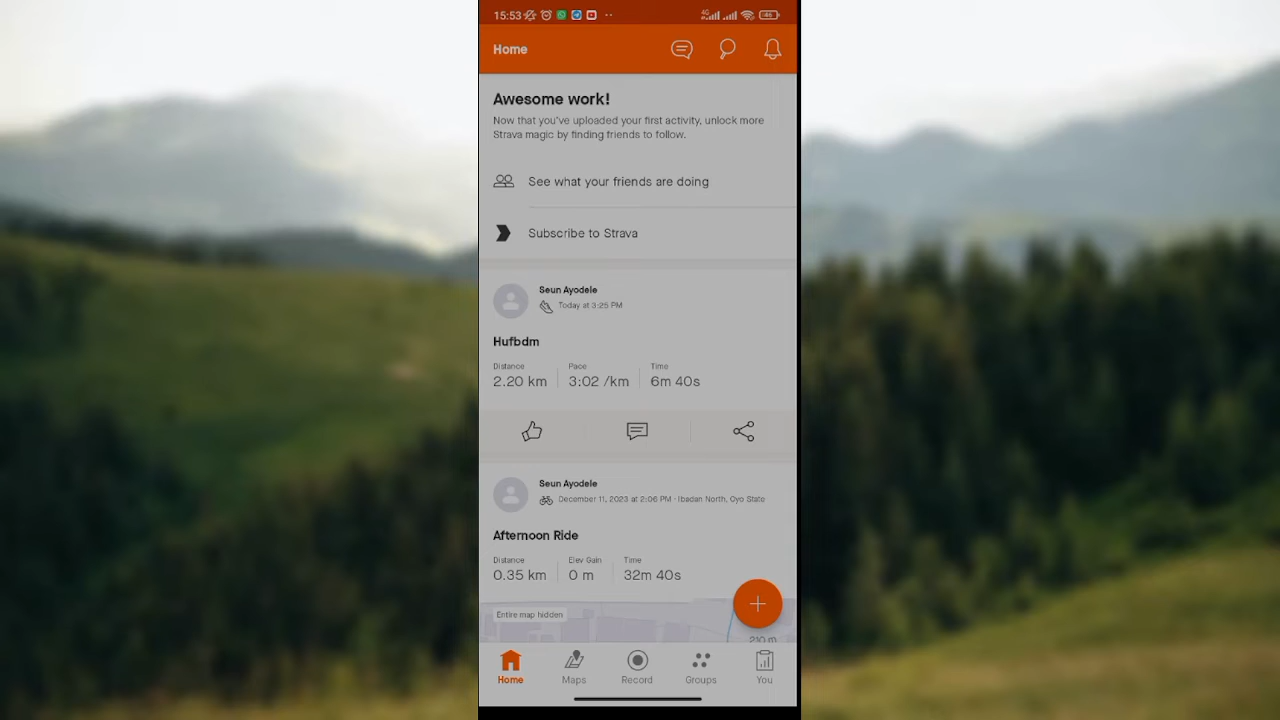 15:53
4G
46
Home
Awesome work!
Now that you've uploaded your first activity, unlock more
Strava magic by finding friends to follow.
See what your friends are doing
Subscribe to Strava
Seun Ayodele
Today at 3:25 PM
Hufbdm
Distance Pace Time
2.20 km 3:02 /km 6m 40s
Seun Ayodele
December 11, 2023 at 2:06 PM · Ibadan North, Oyo State
Afternoon Ride
Distance Elev Gain Time
0.35 km 0 m 32m 40s
Entire map hidden
210 m
Home Maps Record Groups You